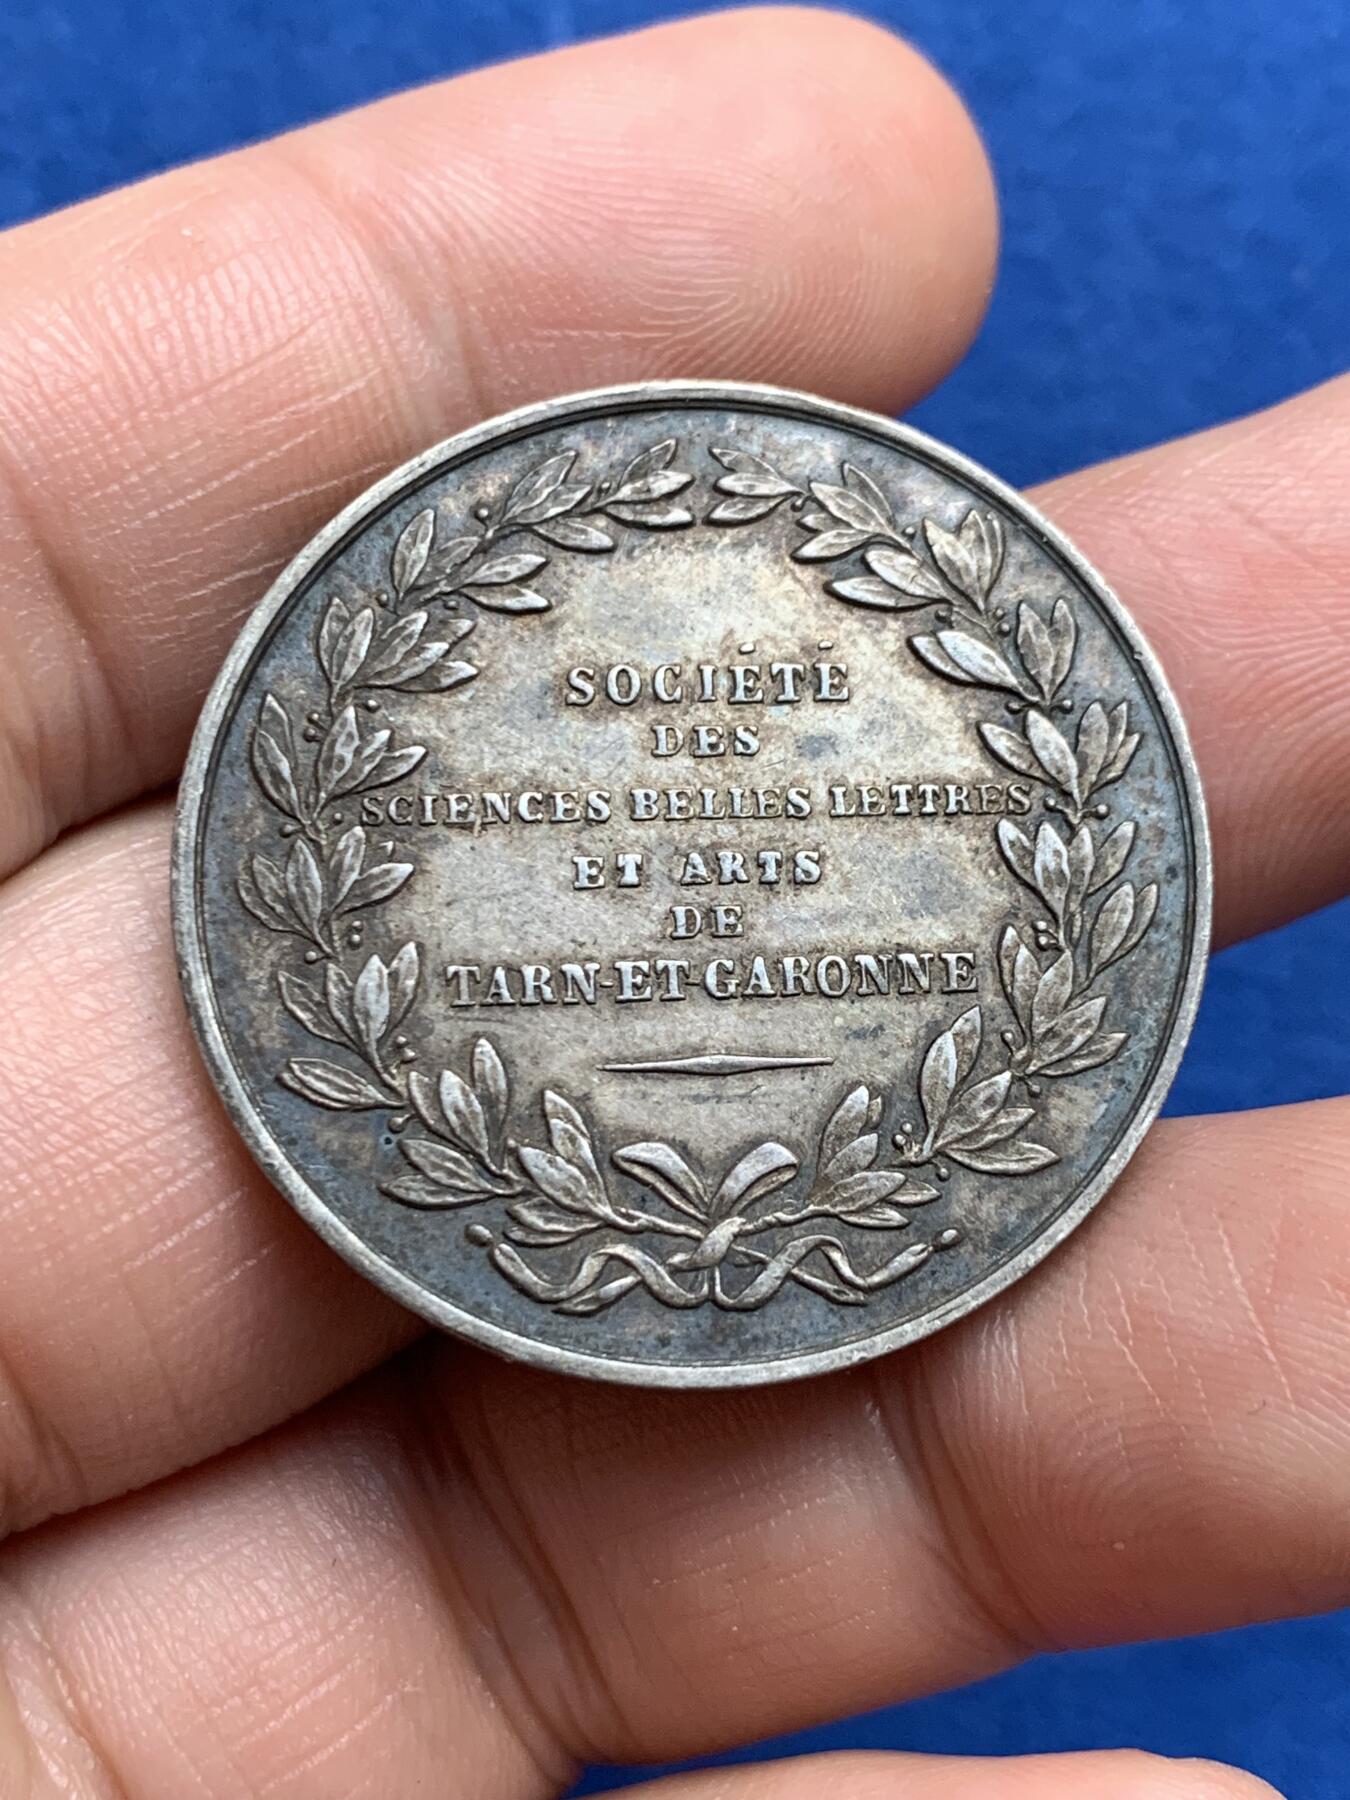 SOCIÉTÉ
DES
SCIENCES BELLES LETTRES
ET ARTS
DE
TARN-ET-GARONNE